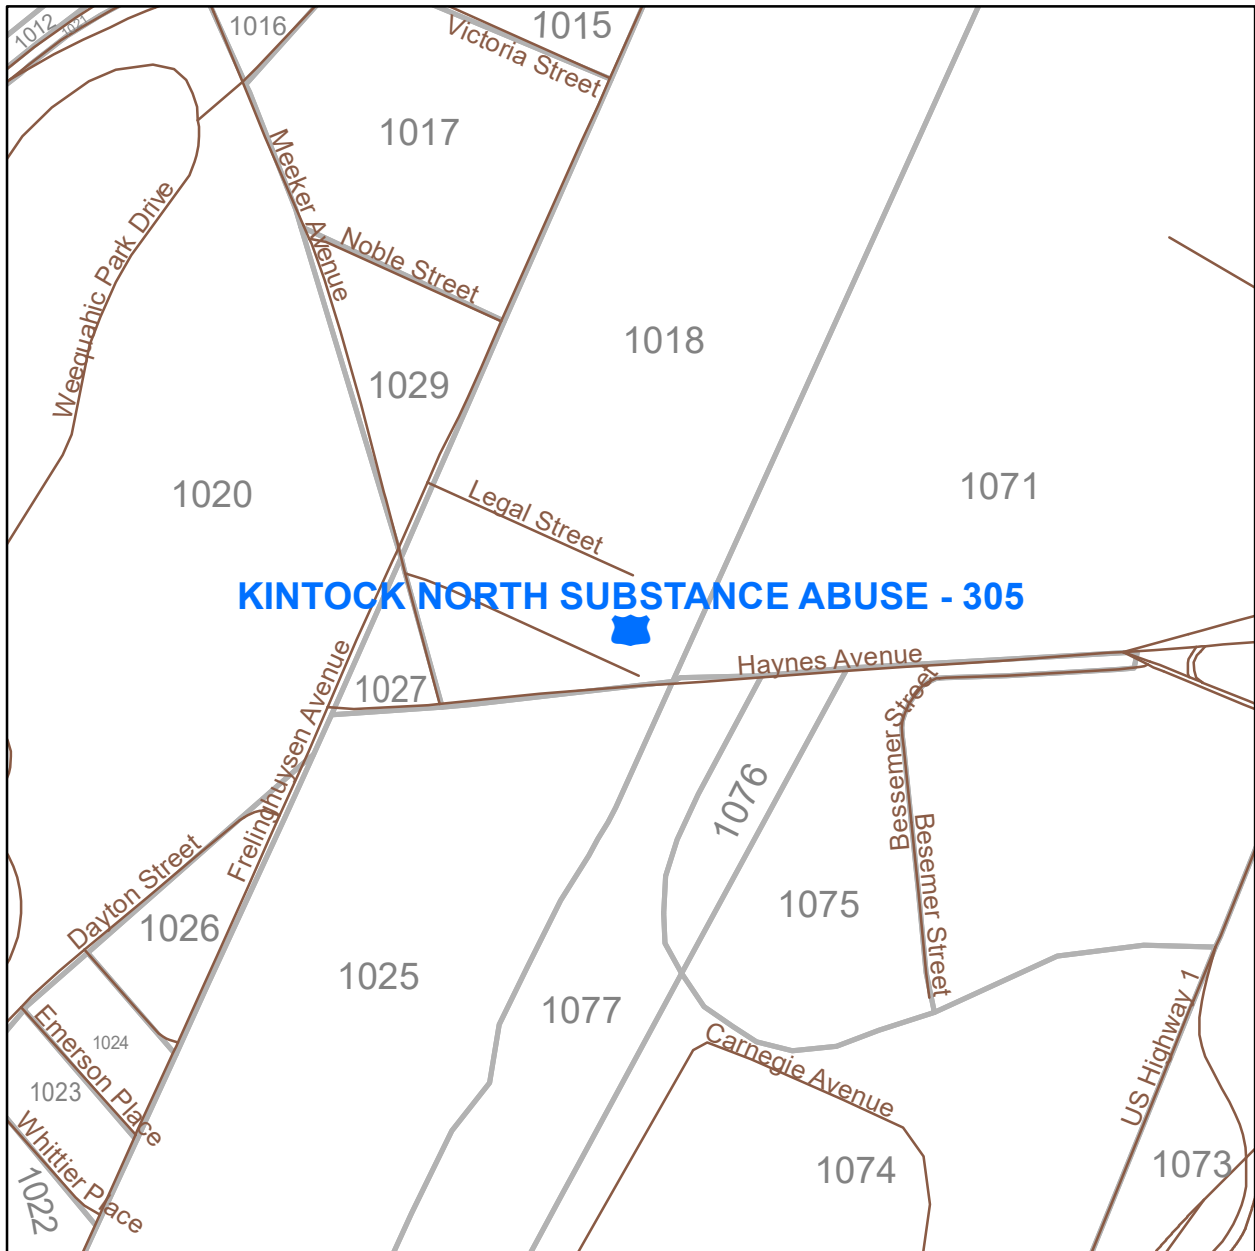 1012
1021
1016
1015
Victoria Street
1017
Meeker Avenue
Weequahic Park Drive
Noble Street
1018
1029
1020
1071
Legal Street
KINTOCK NORTH SUBSTANCE ABUSE - 305
Haynes Avenue
1027
Frelinghuysen Avenue
Bessemer Street
1076
Besemer Street
Dayton Street
1075
1026
1025
1077
US Highway 1
Emerson Place
1024
Carnegie Avenue
1023
Whittier Place
1074
1073
1022